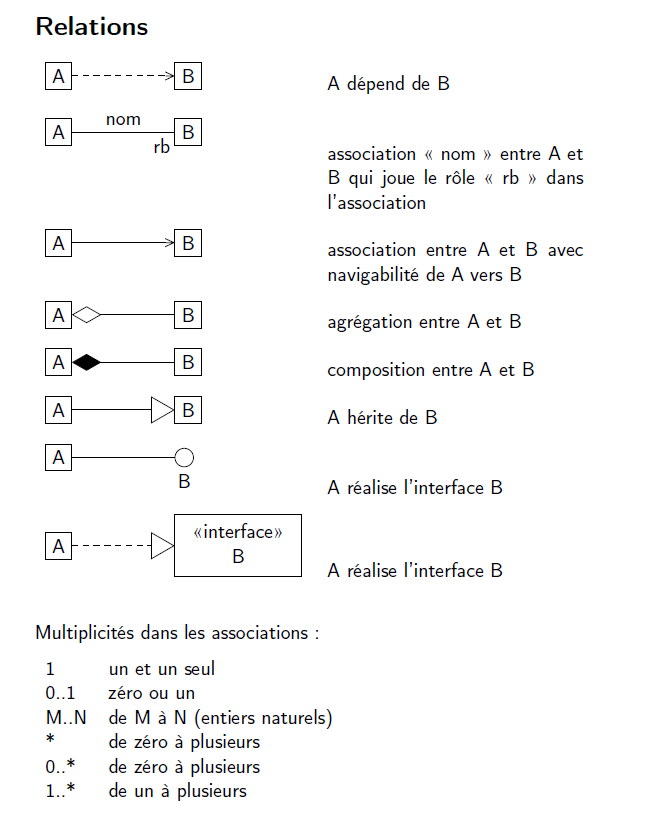 Relations
A B
A dépend de B
nom
A B
rb
association « nom » entre A et
B qui joue le rôle « rb » dans
l'association
A B
association entre A et B avec
navigabilité de A vers B
A B
agrégation entre A et B
A B
composition entre A et B
A B
A hérite de B
A
B
A réalise l'interface B
«interface»
A
B
A réalise l'interface B
Multiplicités dans les associations :
1 un et un seul
0..1 zéro ou un
M..N de M à N (entiers naturels)
* de zéro à plusieurs
0..* de zéro à plusieurs
1..* de un à plusieurs